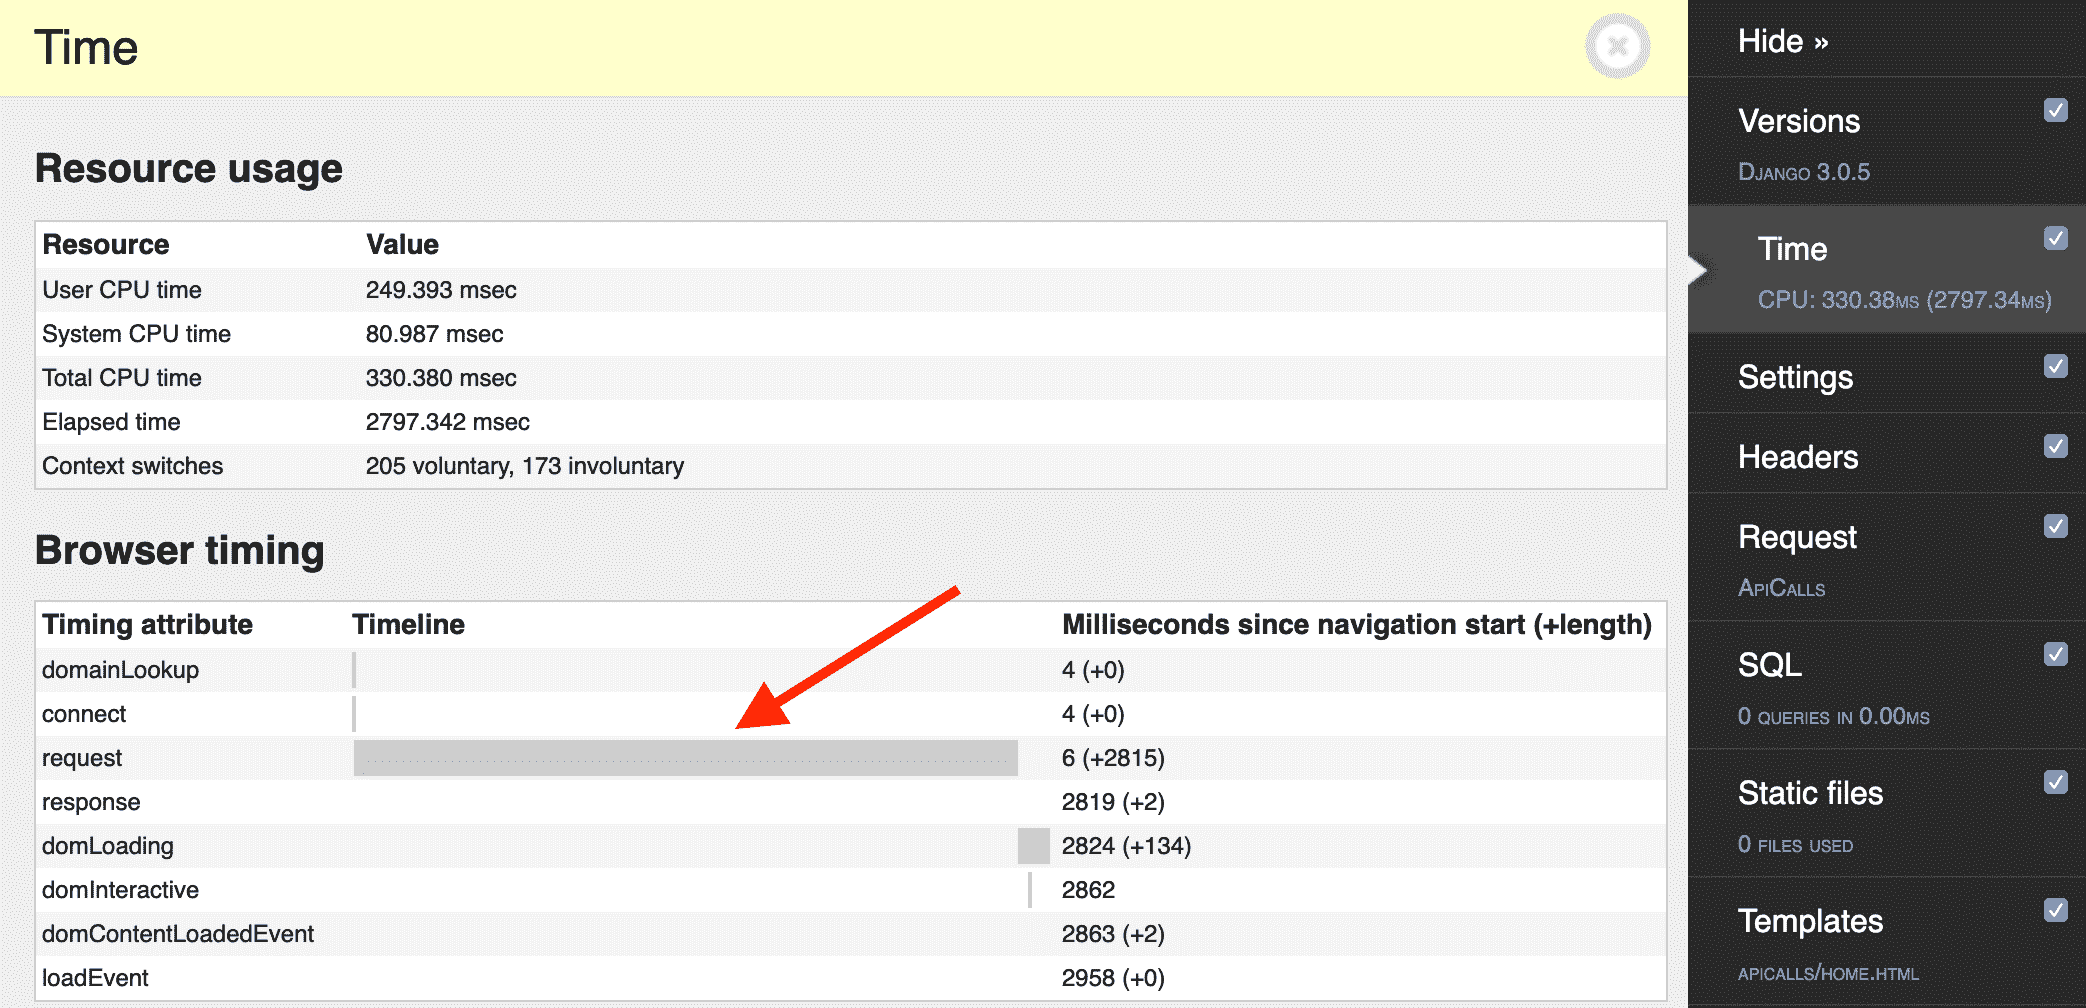 Time
Resource usage
Resource Value
User CPU time 249.393 msec
System CPU time 80.987 msec
Total CPU time 330.380 msec
Elapsed time 2797.342 msec
Context switches 205 voluntary, 173 involuntary
Browser timing
Timing attribute Timeline Milliseconds since navigation start (+length)
domainLookup 4 (+0)
connect 4 (+0)
request 6 (+2815)
response 2819 (+2)
domLoading 2824 (+134)
domInteractive 2862
domContentLoadedEvent 2863 (+2)
loadEvent 2958 (+0)
Hide »
Versions
Django 3.0.5
Time
CPU: 330.38ms (2797.34ms)
Settings
Headers
Request
ApiCalls
SQL
0 queries in 0.00ms
Static files
0 files used
Templates
apicalls/home.html